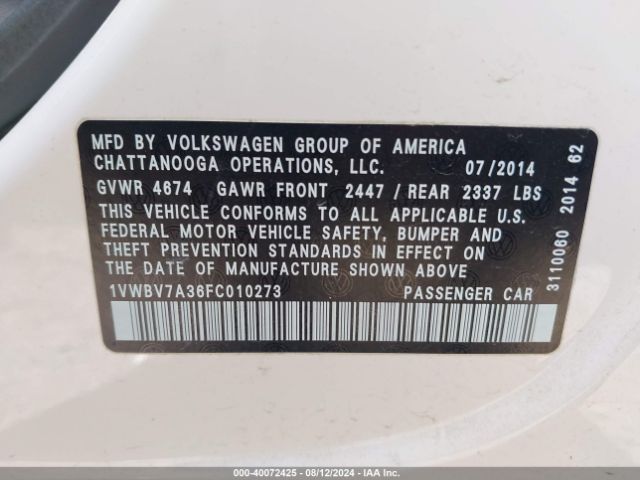 MFD BY VOLKSWAGEN GROUP OF AMERICA
CHATTANOOGA OPERATIONS, LLC. 07/2014
GVWR 4674 GAWR FRONT 2447 / REAR 2337 LBS
THIS VEHICLE CONFORMS TO ALL APPLICABLE U.S.
FEDERAL MOTOR VEHICLE SAFETY, BUMPER AND
THEFT PREVENTION STANDARDS IN EFFECT ON
THE DATE OF MANUFACTURE SHOWN ABOVE.
1VWBV7A36FC010273 PASSENGER CAR
3110060 2014 62
000-40072425 - 08/12/2024 - IAA Inc.